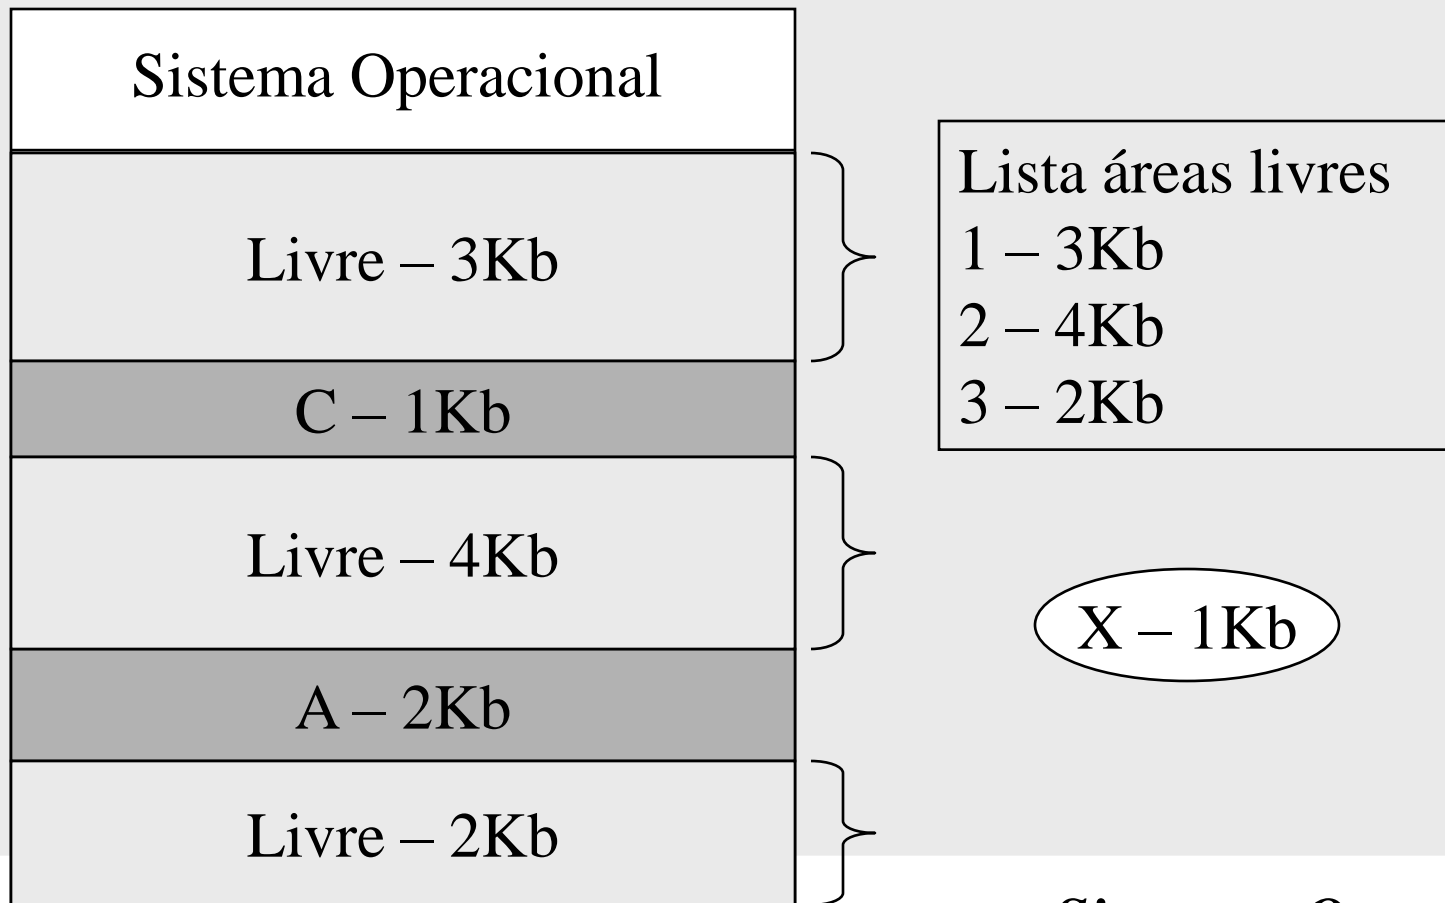 Sistema Operacional
Livre – 3Kb
C – 1Kb
Livre – 4Kb
A – 2Kb
Livre – 2Kb
Lista áreas livres
1 – 3Kb
2 – 4Kb
3 – 2Kb
X – 1Kb